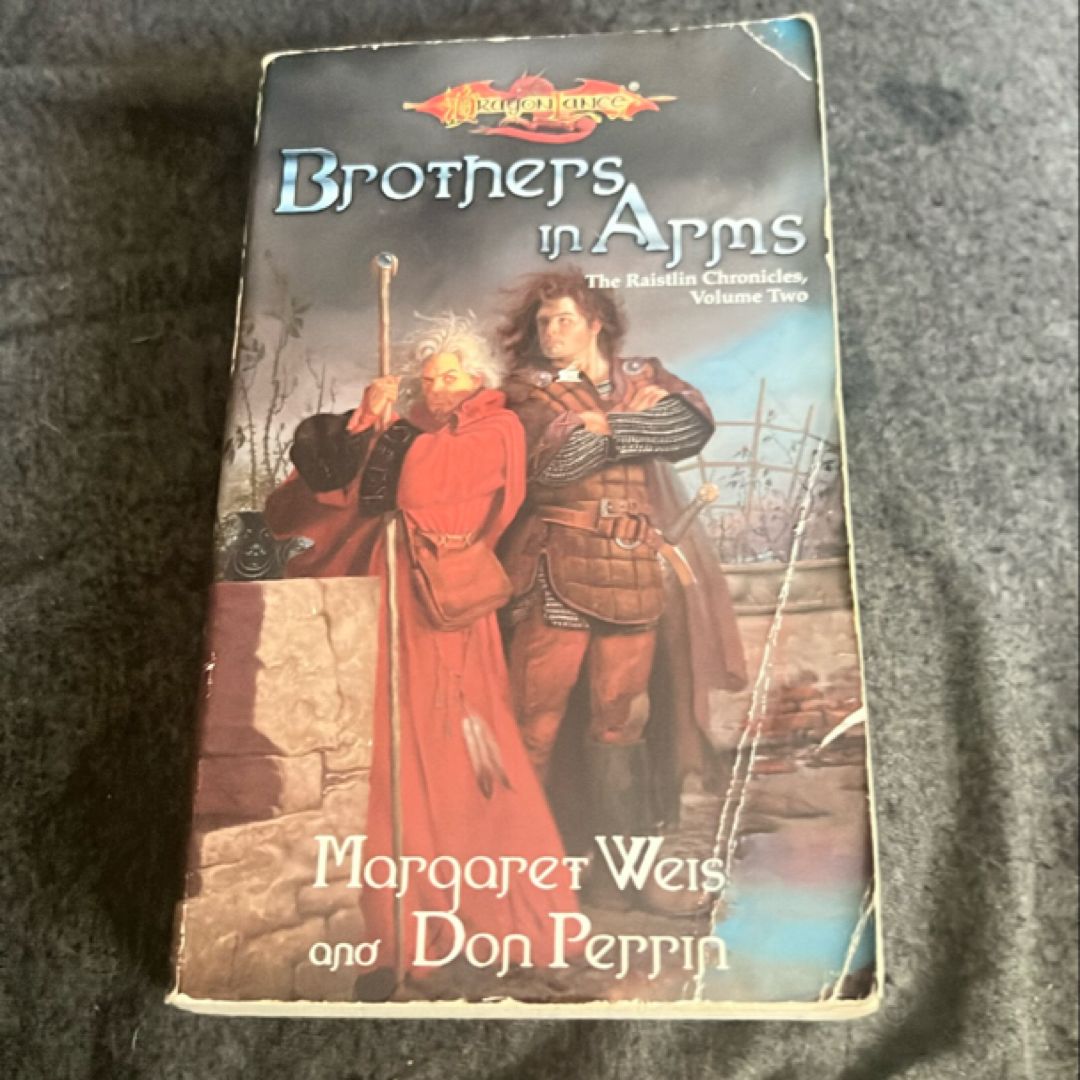 DragonLance
Brothers
in Arms
The Raistlin Chronicles,
Volume Two
Margaret Weis
and Don Perrin